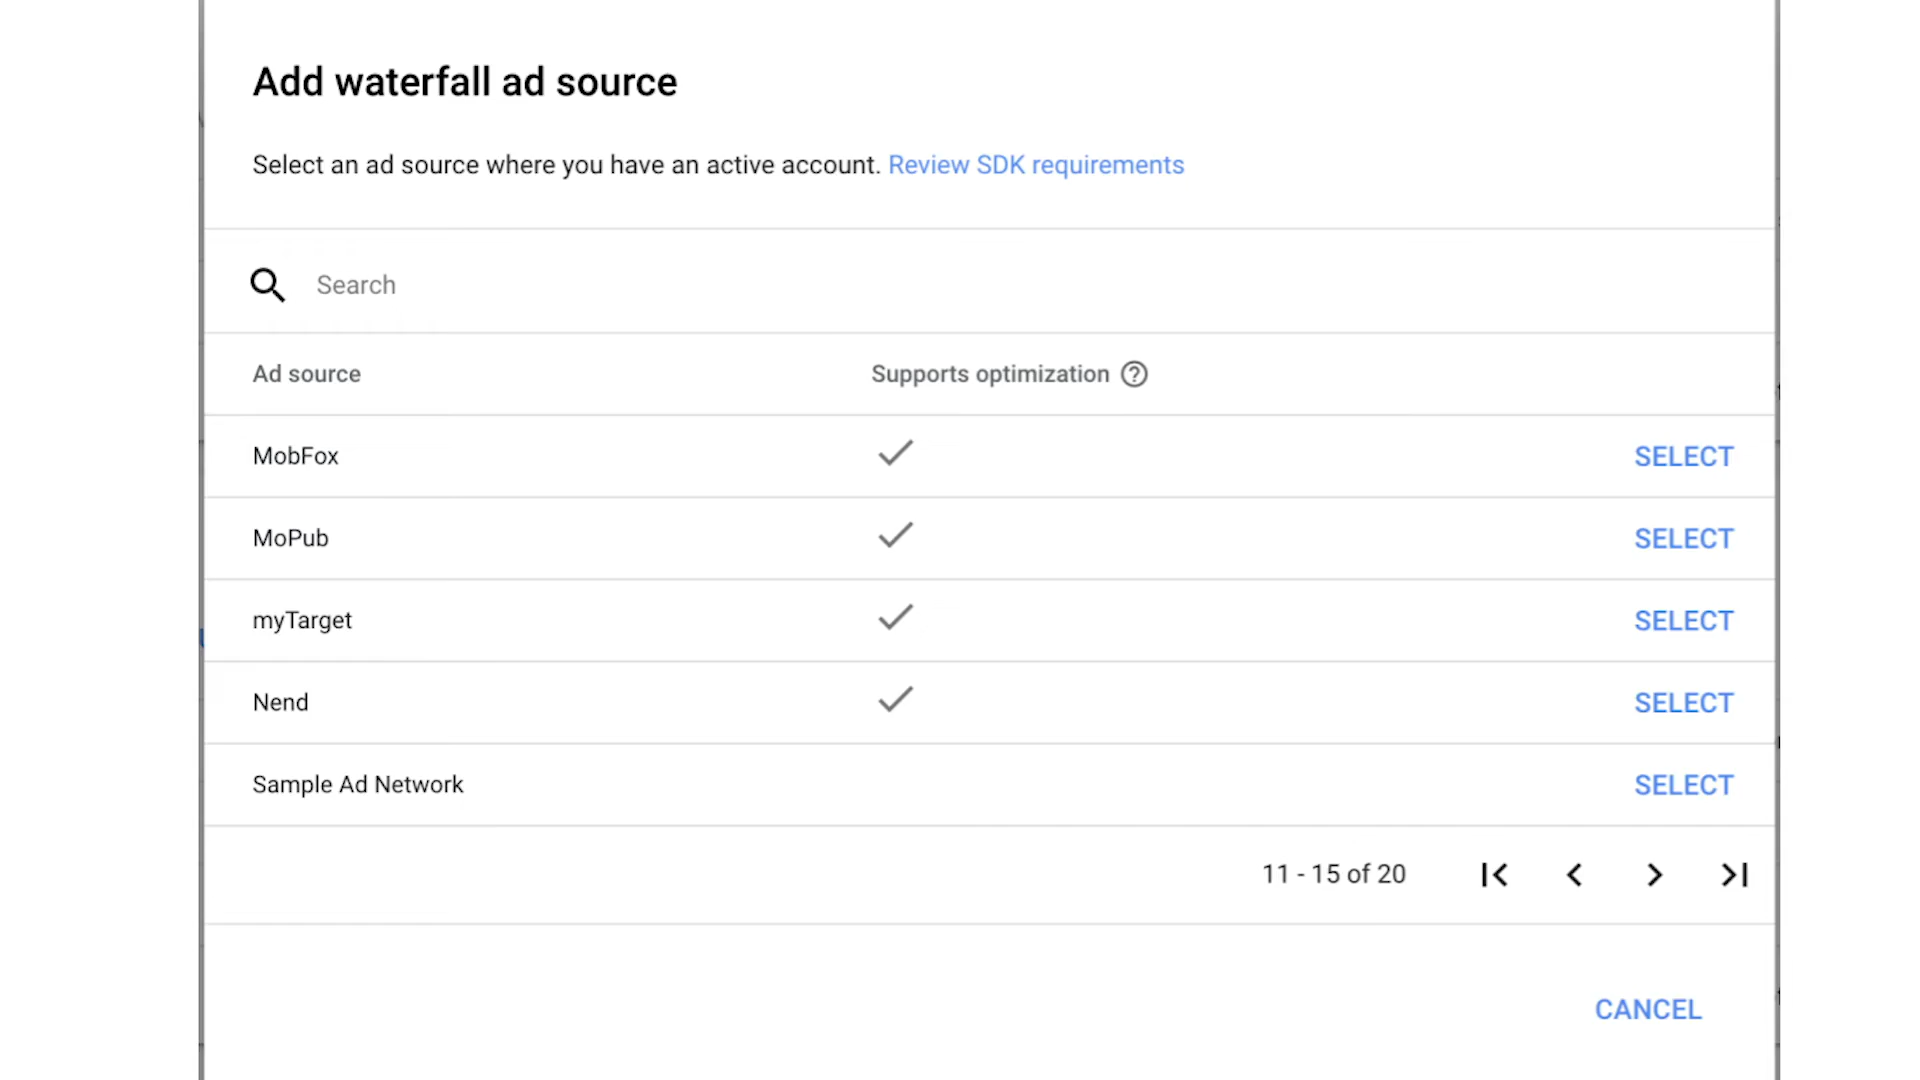 Add waterfall ad source
Select an ad source where you have an active account. Review SDK requirements
Search
Ad source Supports optimization
MobFox SELECT
MoPub SELECT
myTarget SELECT
Nend SELECT
Sample Ad Network SELECT
11 - 15 of 20
CANCEL